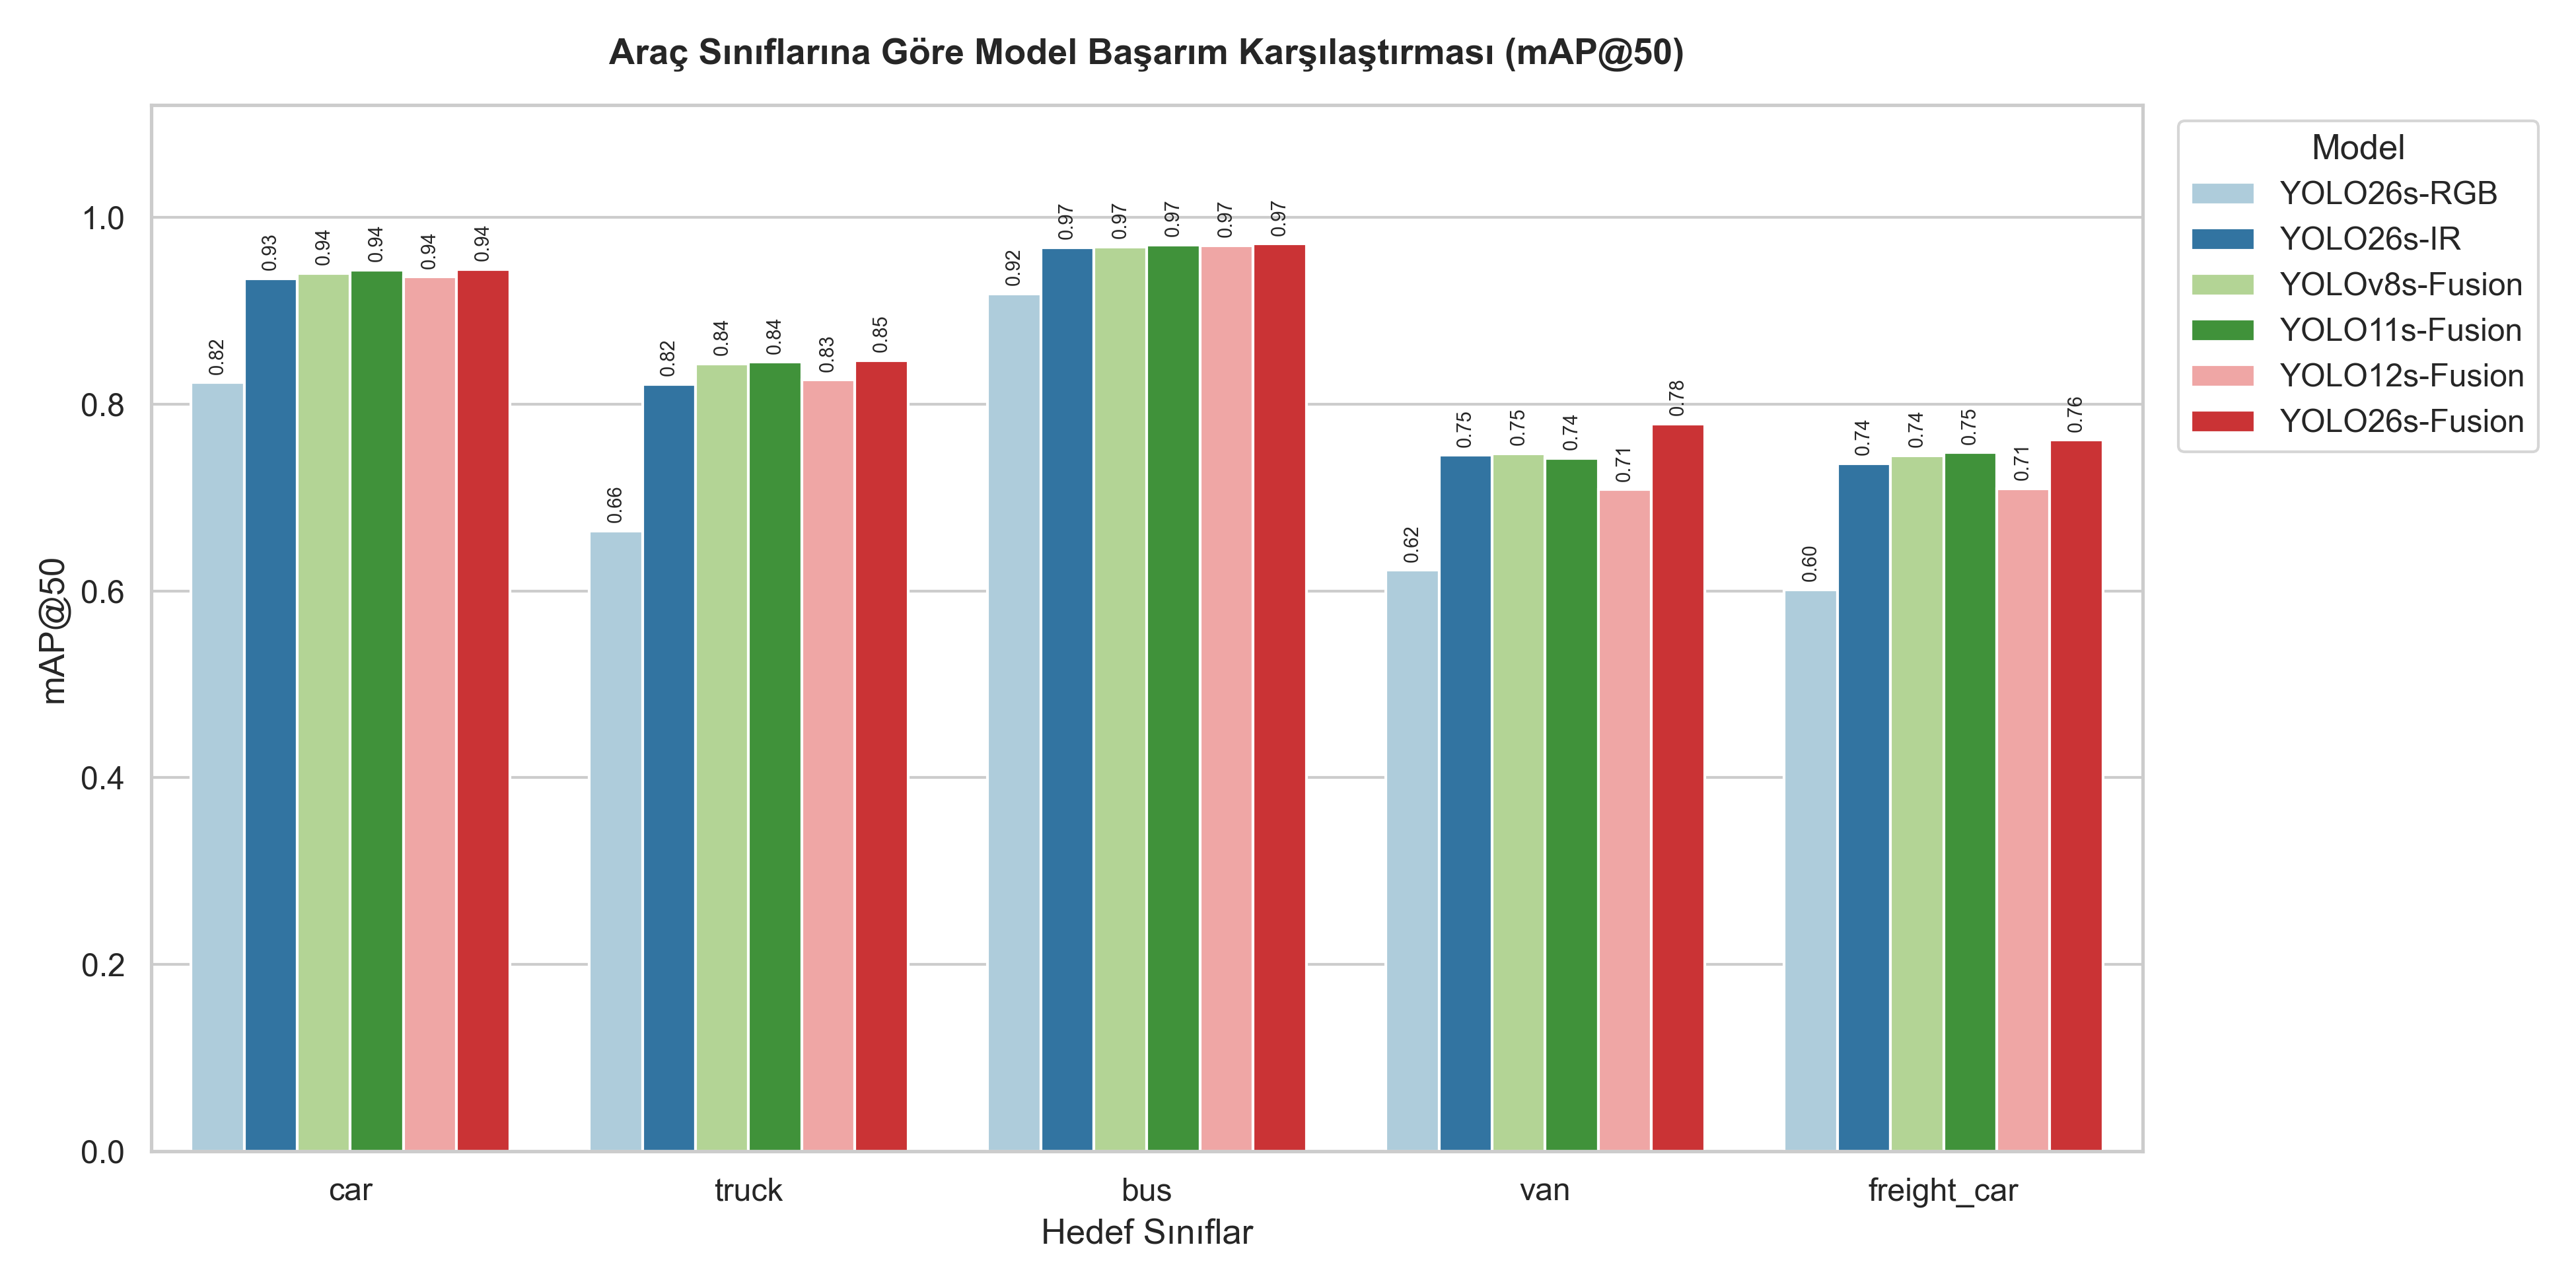 Araç Sınıflarına Göre Model Başarım Karşılaştırması (mAP@50)
Model
YOLO26s-RGB
YOLO26s-IR
YOLOv8s-Fusion
YOLO11s-Fusion
YOLO12s-Fusion
YOLO26s-Fusion
mAP@50
1.0
0.8
0.6
0.4
0.2
0.0
0.82 0.93 0.94 0.94 0.94 0.94
0.66 0.82 0.84 0.84 0.83 0.85
0.92 0.97 0.97 0.97 0.97 0.97
0.62 0.75 0.75 0.74 0.71 0.78
0.60 0.74 0.74 0.75 0.71 0.76
car truck bus van freight_car
Hedef Sınıflar